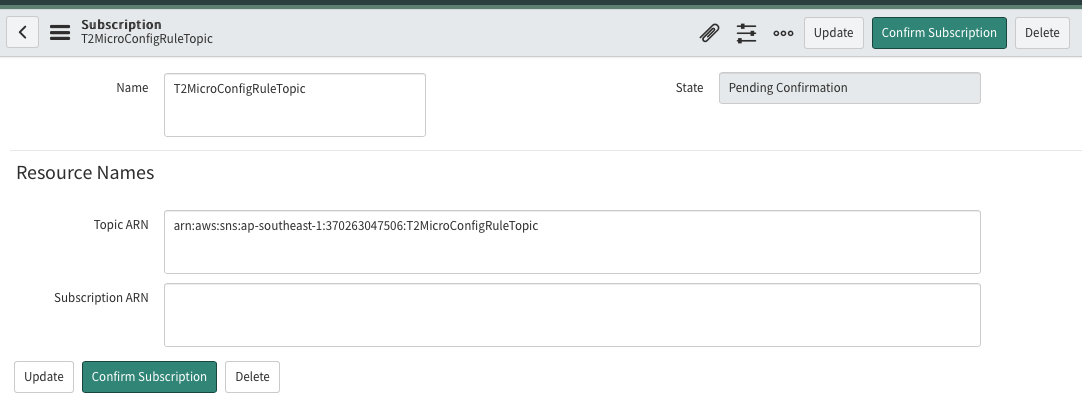 Subscription
T2MicroConfigRuleTopic
Update
Confirm Subscription
Delete
Name
T2MicroConfigRuleTopic
State
Pending Confirmation
Resource Names
Topic ARN
arn:aws:sns:ap-southeast-1:370263047506:T2MicroConfigRuleTopic
Subscription ARN
Update
Confirm Subscription
Delete